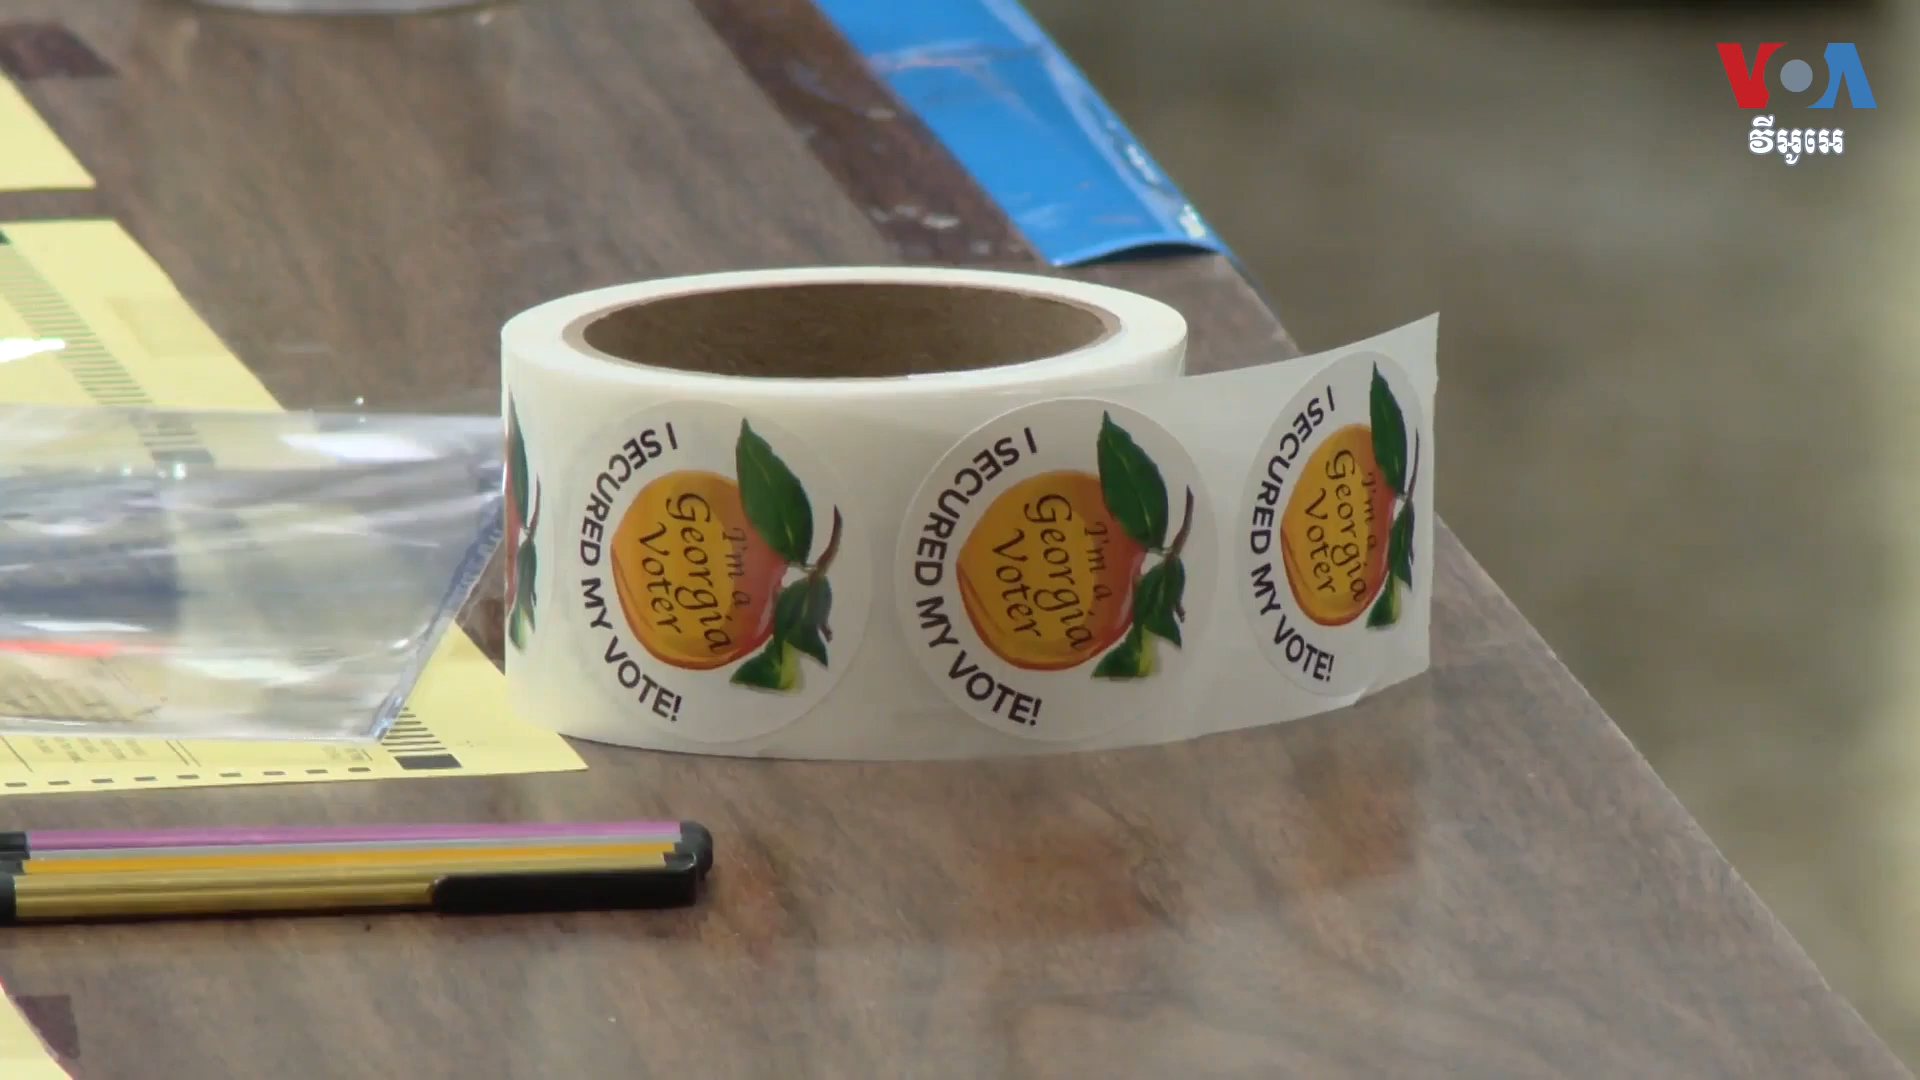 VOA
វីអូអេ
I SECURED MY VOTE!
I'm a
Georgia
Voter
I SECURED MY VOTE!
I'm a
Georgia
Voter
I SECURED MY VOTE!
I'm a
Georgia
Voter